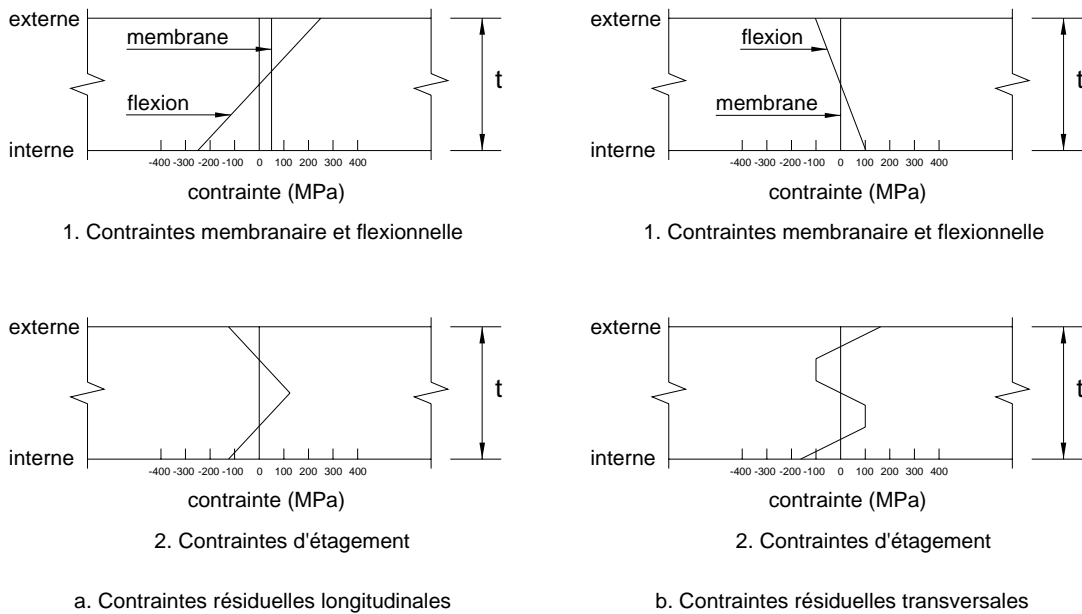 externe
membrane
flexion
interne
t
-400 -300 -200 -100 0 100 200 300 400
contrainte (MPa)
1. Contraintes membranaire et flexionnelle
externe
flexion
membrane
interne
t
-400 -300 -200 -100 0 100 200 300 400
contrainte (MPa)
1. Contraintes membranaire et flexionnelle
externe
interne
t
-400 -300 -200 -100 0 100 200 300 400
contrainte (MPa)
2. Contraintes d'étagement
externe
interne
t
-400 -300 -200 -100 0 100 200 300 400
contrainte (MPa)
2. Contraintes d'étagement
a. Contraintes résiduelles longitudinales
b. Contraintes résiduelles transversales